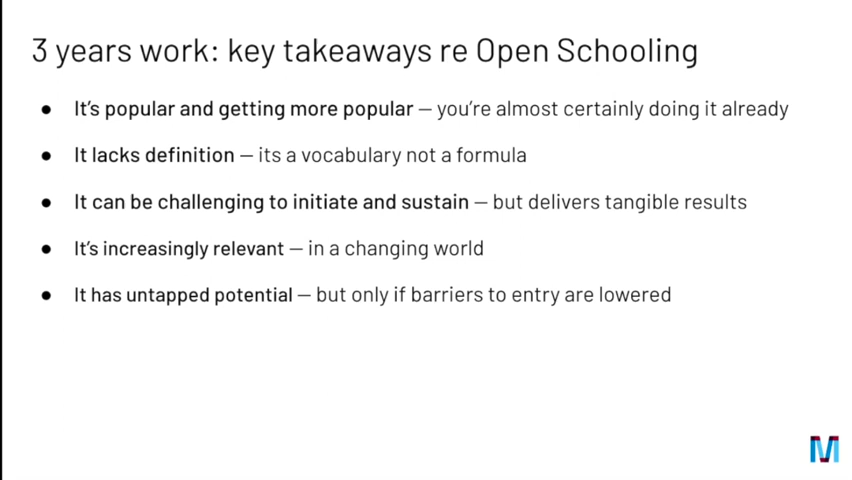 3 years work: key takeaways re Open Schooling
● It's popular and getting more popular – you're almost certainly doing it already
● It lacks definition – its a vocabulary not a formula
● It can be challenging to initiate and sustain – but delivers tangible results
● It's increasingly relevant – in a changing world
● It has untapped potential – but only if barriers to entry are lowered
M